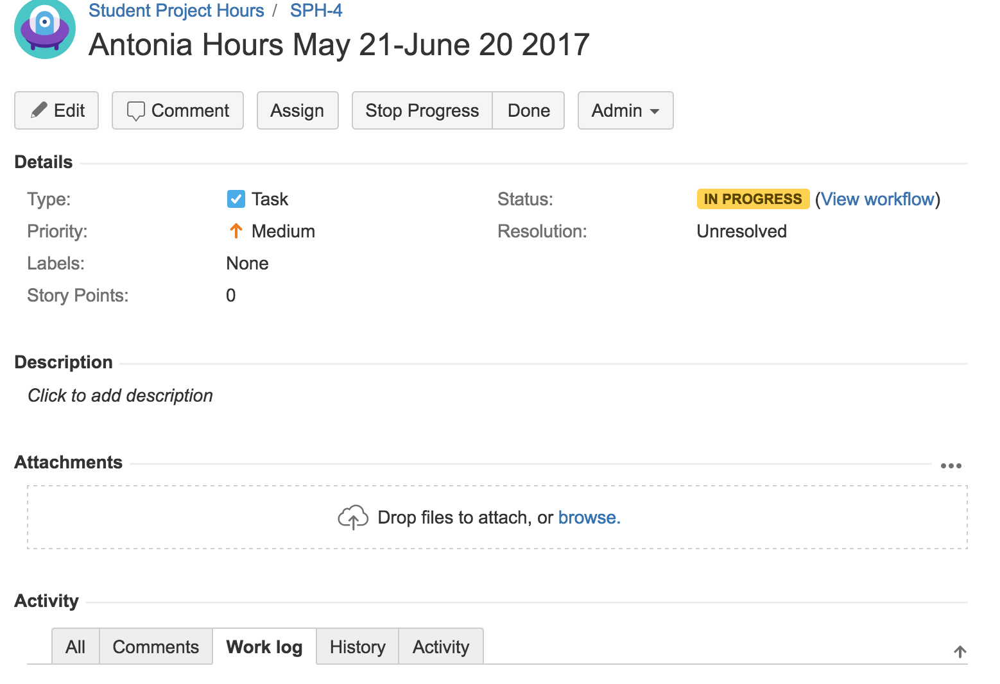 Student Project Hours / SPH-4
Antonia Hours May 21-June 20 2017
Edit Comment Assign Stop Progress Done Admin
Details
Type: Task Status: IN PROGRESS (View workflow)
Priority: Medium Resolution: Unresolved
Labels: None
Story Points: 0
Description
Click to add description
Attachments
Drop files to attach, or browse.
Activity
All Comments Work log History Activity